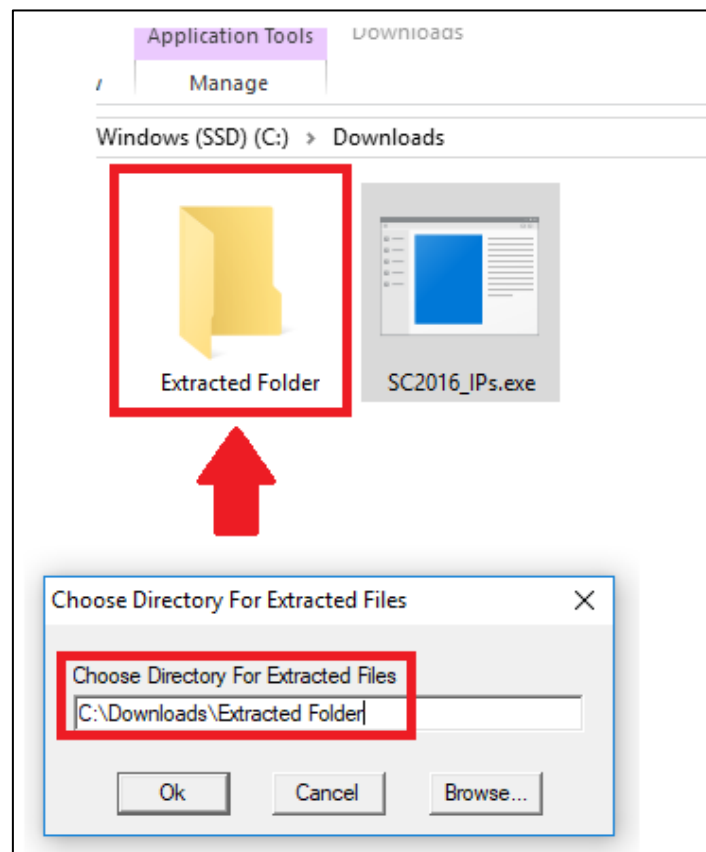 Application Tools
Downloads
Manage
Windows (SSD) (C:) > Downloads
Extracted Folder
SC2016_IPs.exe
Choose Directory For Extracted Files
Choose Directory For Extracted Files
C:\Downloads\Extracted Folder
Ok
Cancel
Browse...